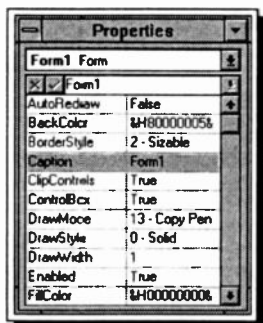 Properties
Form1 Form
Form1
AutoRedraw False
BackColor &H80000005&
BorderStyle 2 - Sizable
Caption Form1
ClipControls True
ControlBox True
DrawMode 13 - Copy Pen
DrawStyle 0 - Solid
DrawWidth 1
Enabled True
FillColor &H00000000&